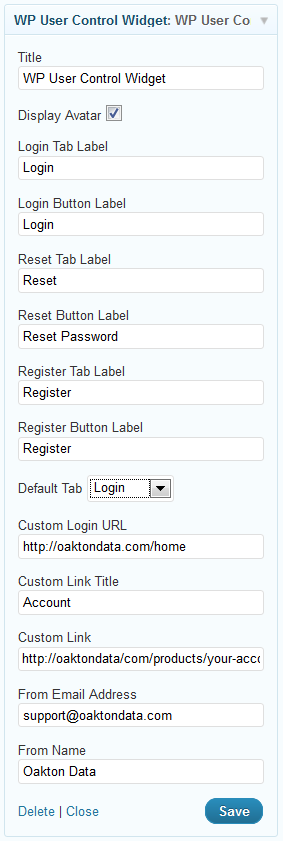 WP User Control Widget: WP User Co
Title
WP User Control Widget
Display Avatar
Login Tab Label
Login
Login Button Label
Login
Reset Tab Label
Reset
Reset Button Label
Reset Password
Register Tab Label
Register
Register Button Label
Register
Default Tab Login
Custom Login URL
http://oaktondata.com/home
Custom Link Title
Account
Custom Link
http://oaktondata/com/products/your-acco
From Email Address
support@oaktondata.com
From Name
Oakton Data
Delete | Close Save